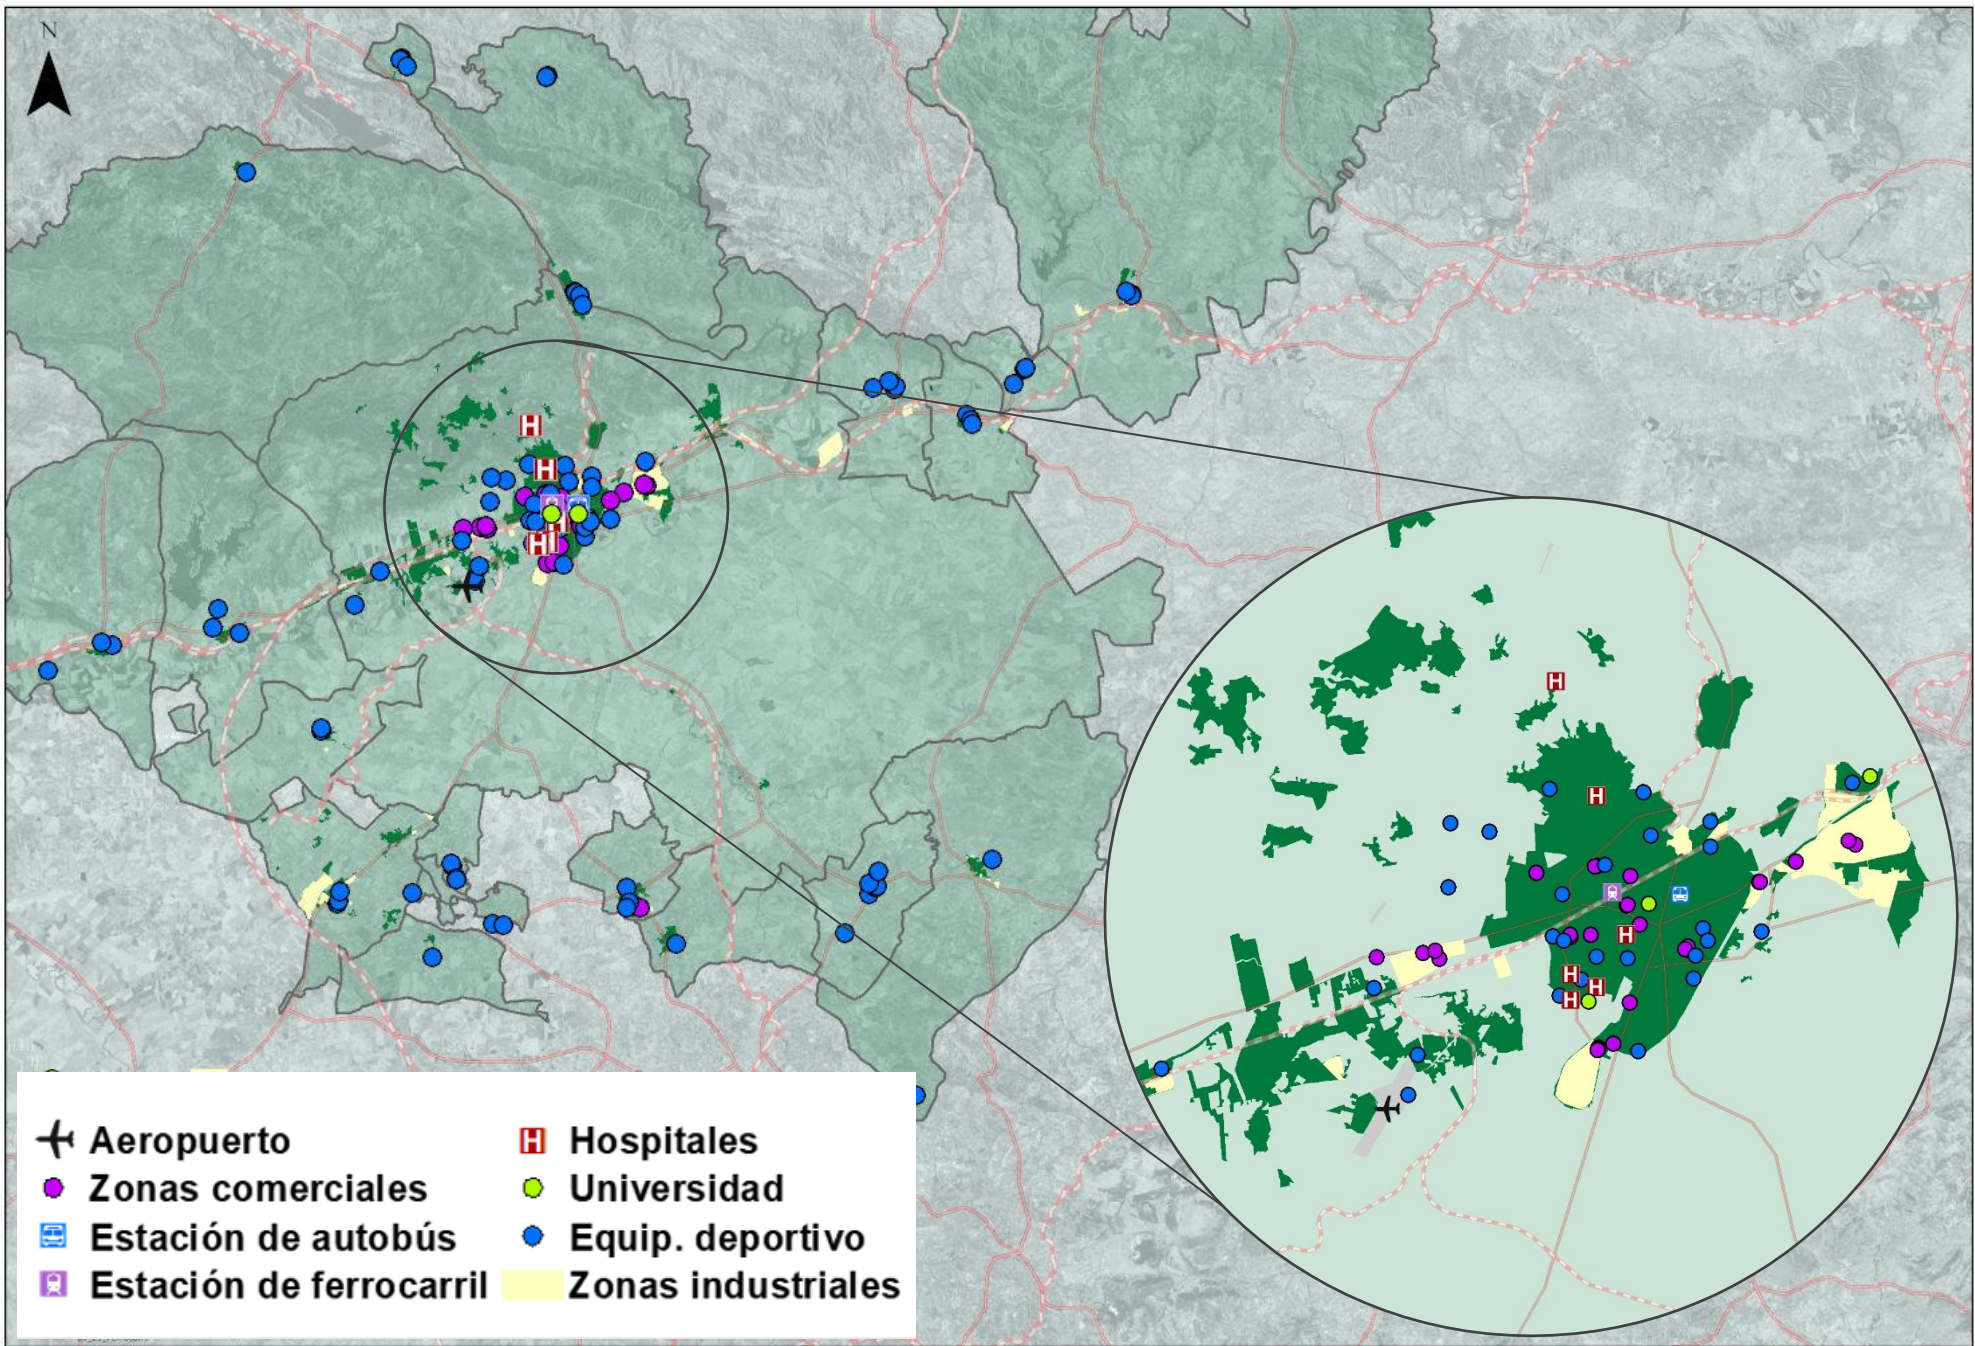 N
Aeropuerto
Hospitales
Zonas comerciales
Universidad
Estación de autobús
Equip. deportivo
Estación de ferrocarril
Zonas industriales